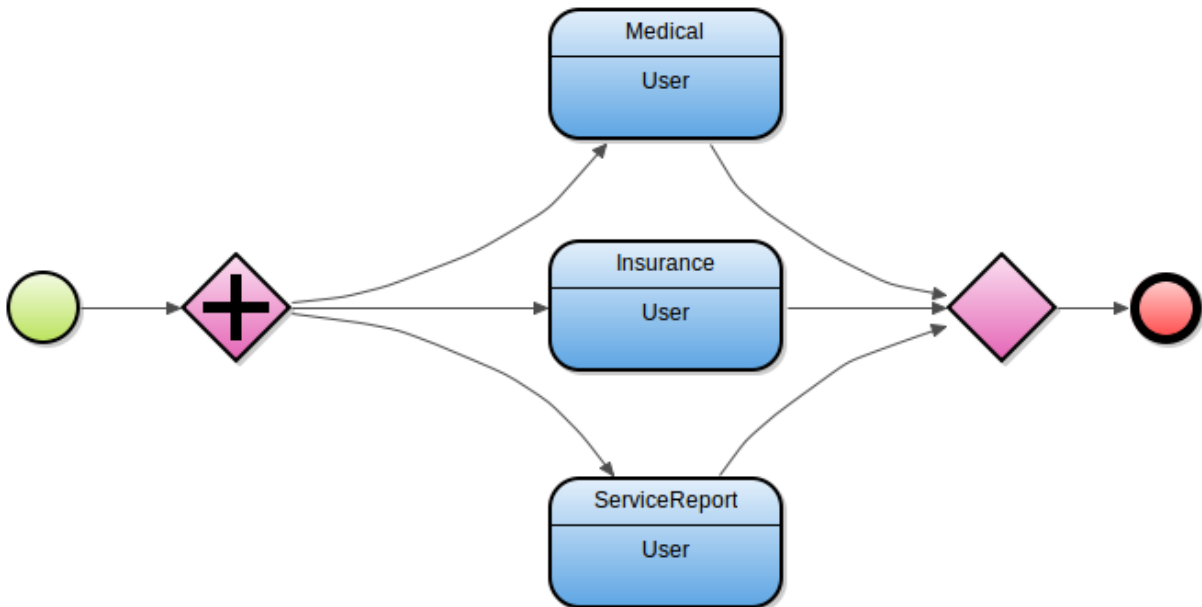 Medical
User
Insurance
User
ServiceReport
User